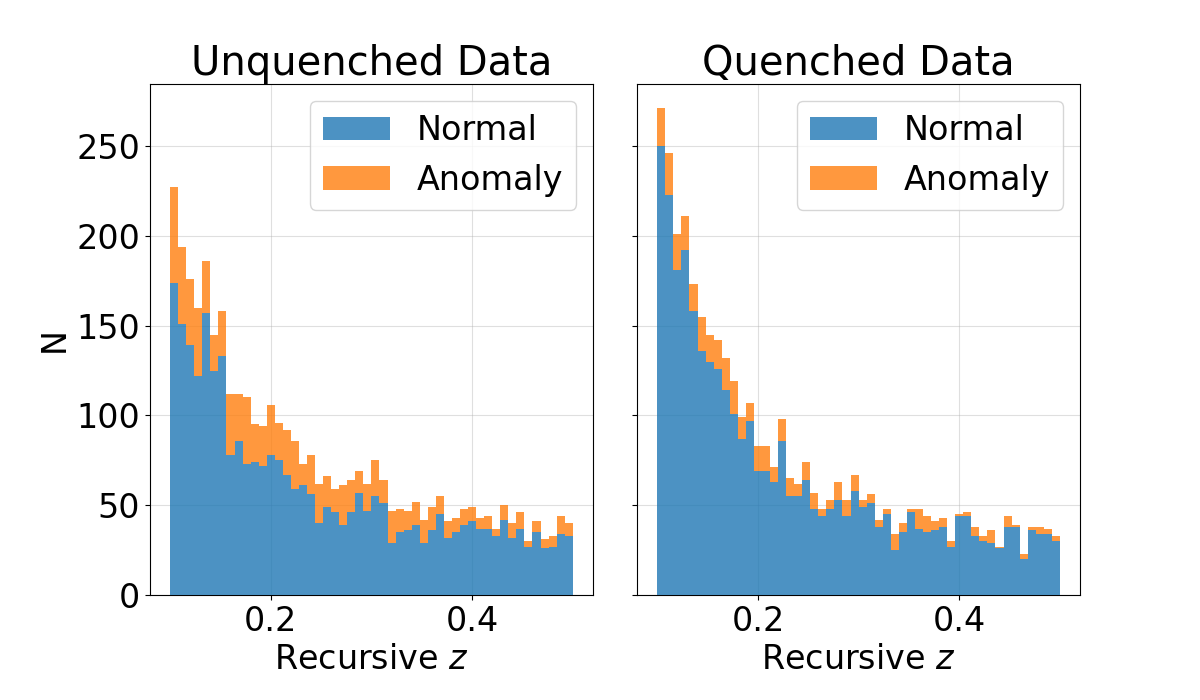 Unquenched Data
Quenched Data
Normal
Anomaly
Normal
Anomaly
N
250
200
150
100
50
0
0.2
0.4
0.2
0.4
Recursive z
Recursive z